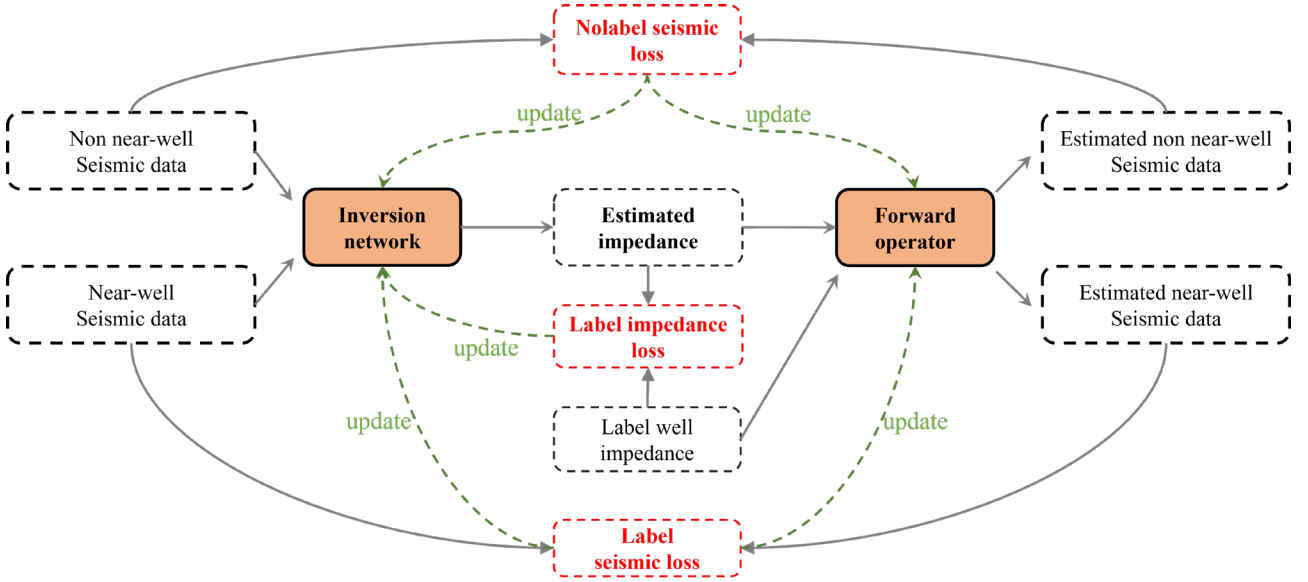 Nolabel seismic
loss
update
update
Non near-well
Seismic data
Estimated non near-well
Seismic data
Inversion
network
Estimated
impedance
Forward
operator
Near-well
Seismic data
Estimated near-well
Seismic data
Label impedance
loss
update
update
Label well
impedance
update
Label
seismic loss